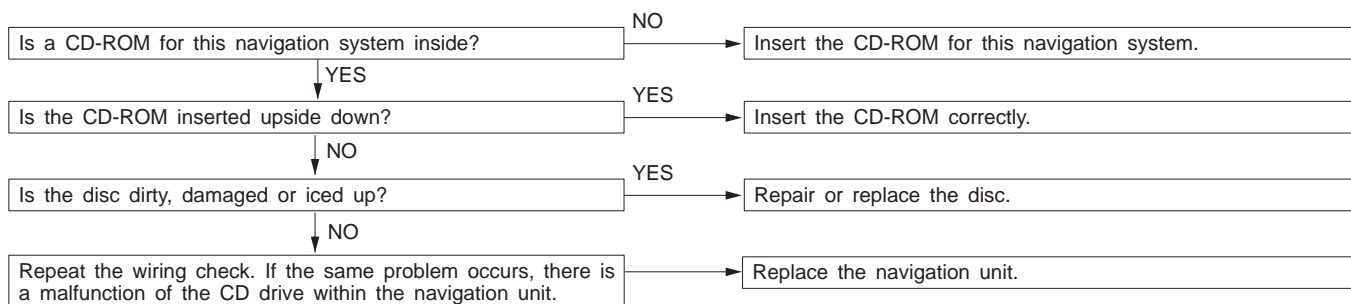 NO
Is a CD-ROM for this navigation system inside?
Insert the CD-ROM for this navigation system.
YES
YES
Is the CD-ROM inserted upside down?
Insert the CD-ROM correctly.
NO
YES
Is the disc dirty, damaged or iced up?
Repair or replace the disc.
NO
Repeat the wiring check. If the same problem occurs, there is
a malfunction of the CD drive within the navigation unit.
Replace the navigation unit.